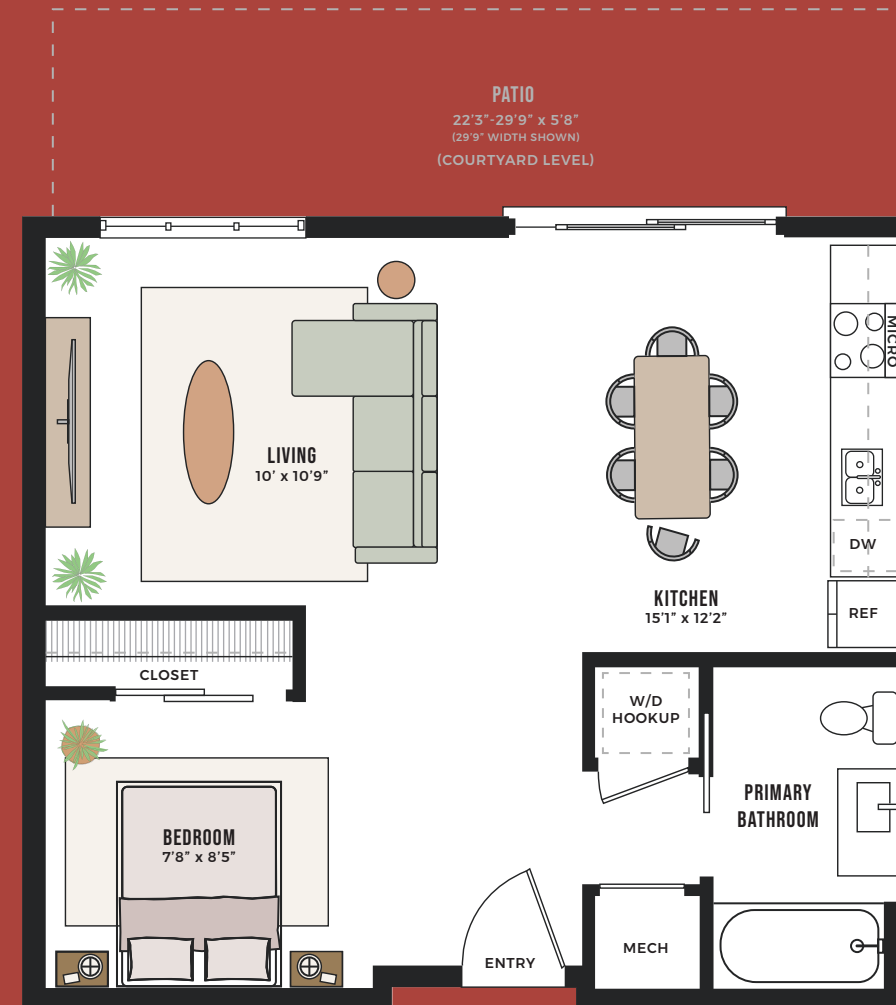 PATIO
22’3”-29’9” x 5’8”
(29’9” WIDTH SHOWN)
(COURTYARD LEVEL)
MICRO
LIVING
10’ x 10’9”
DW
KITCHEN
15’1” x 12’2”
REF
CLOSET
W/D
HOOKUP
PRIMARY
BATHROOM
BEDROOM
7’8” x 8’5”
MECH
ENTRY